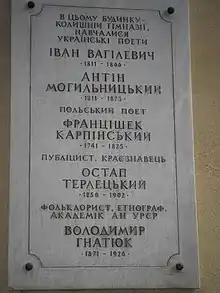 В ЦЬОМУ БУДИНКУ-
КОЛИШНІЙ ГІМНАЗІЇ,
НАВЧАЛИСЯ
УКРАЇНСЬКІ ПОЕТИ
ІВАН ВАГИЛЕВИЧ
·1811 - 1866·
АНТІН
МОГИЛЬНИЦЬКИЙ
·1811 - 1873·
ПОЛЬСЬКИЙ ПОЕТ
ФРАНЦІШЕК
КАРПІНСЬКИЙ
·1741 - 1825·
ПУБЛІЦИСТ, КРАЄЗНАВЕЦЬ
ОСТАП
ТЕРЛЕЦЬКИЙ
·1850 - 1902·
ФОЛЬКЛОРИСТ, ЕТНОГРАФ,
АКАДЕМІК АН УРСР
ВОЛОДИМИР
ГНАТЮК
·1871 - 1926·